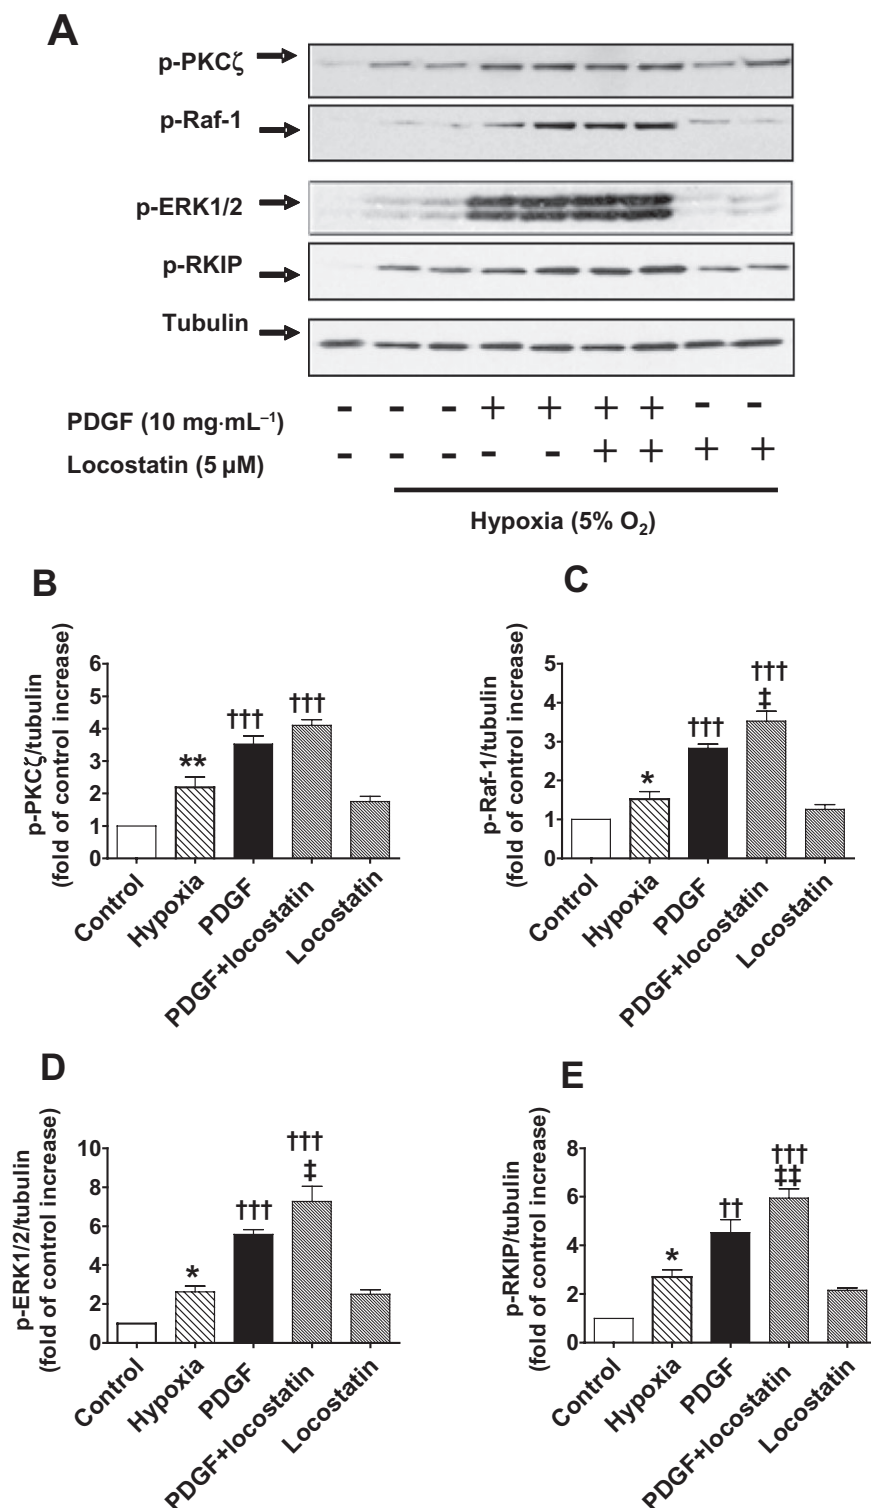 A
p-PKCζ
p-Raf-1
p-ERK1/2
p-RKIP
Tubulin
PDGF (10 mg·mL⁻¹) - - - + + + + - -
Locostatin (5 µM) - - - - - + + + +
Hypoxia (5% O₂)
B
p-PKCζ/tubulin
(fold of control increase)
6
5
4
3
2
1
0
**
†††
†††
Control
Hypoxia
PDGF
PDGF+locostatin
Locostatin
C
p-Raf-1/tubulin
(fold of control increase)
5
4
3
2
1
0
*
†††
†††
‡
Control
Hypoxia
PDGF
PDGF+locostatin
Locostatin
D
p-ERK1/2/tubulin
(fold of control increase)
10
8
6
4
2
0
*
†††
†††
‡
Control
Hypoxia
PDGF
PDGF+locostatin
Locostatin
E
p-RKIP/tubulin
(fold of control increase)
8
6
4
2
0
*
††
†††
‡‡
Control
Hypoxia
PDGF
PDGF+locostatin
Locostatin